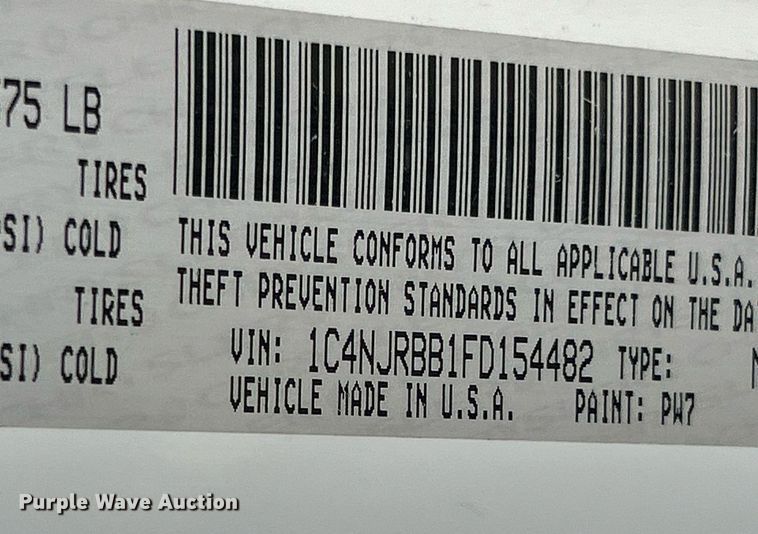 75 LB
TIRES
SI) COLD
TIRES
SI) COLD
THIS VEHICLE CONFORMS TO ALL APPLICABLE U.S.A.
THEFT PREVENTION STANDARDS IN EFFECT ON THE DA
VIN: 1C4NJRBB1FD154482 TYPE:
VEHICLE MADE IN U.S.A. PAINT: PW7
Purple Wave Auction